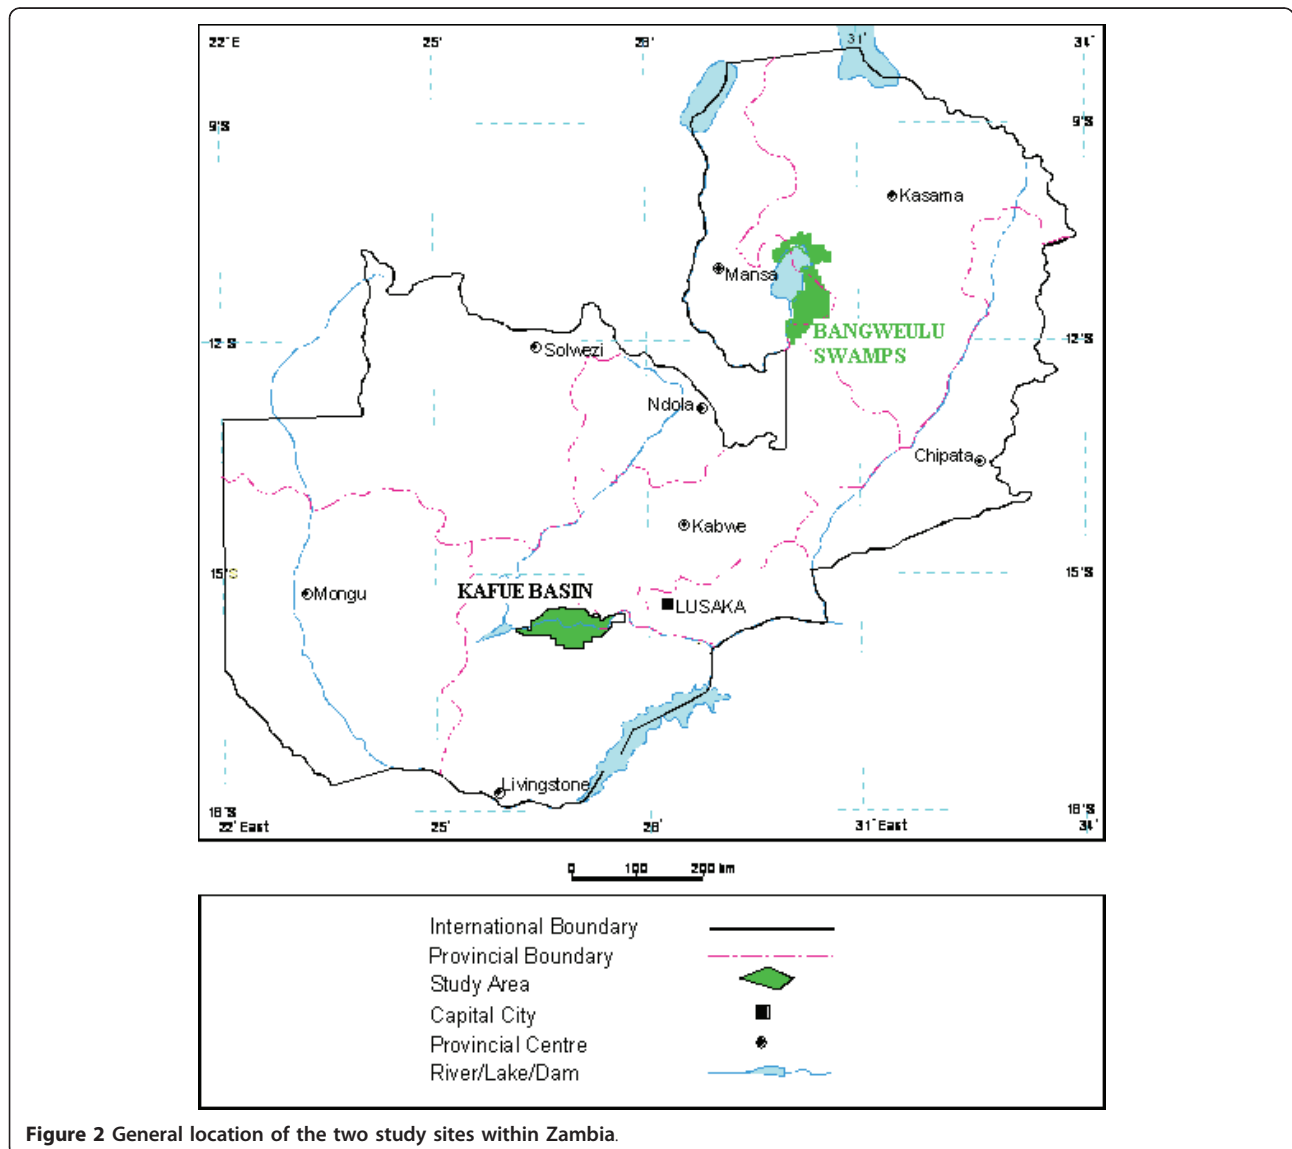 22°E 25° 28° 31° 34°
9°S 9°S
Kasama
Mansa
BANGWEULU
SWAMPS
12°S 12°S
Solwezi
Ndola
Chipata
Kabwe
15°S 15°S
KAFUE BASIN
Mongu
LUSAKA
Livingstone
18°S 18°S
22° East 25° 28° 31° East 34°
0 100 200 km
International Boundary
Provincial Boundary
Study Area
Capital City
Provincial Centre
River/Lake/Dam
Figure 2 General location of the two study sites within Zambia.